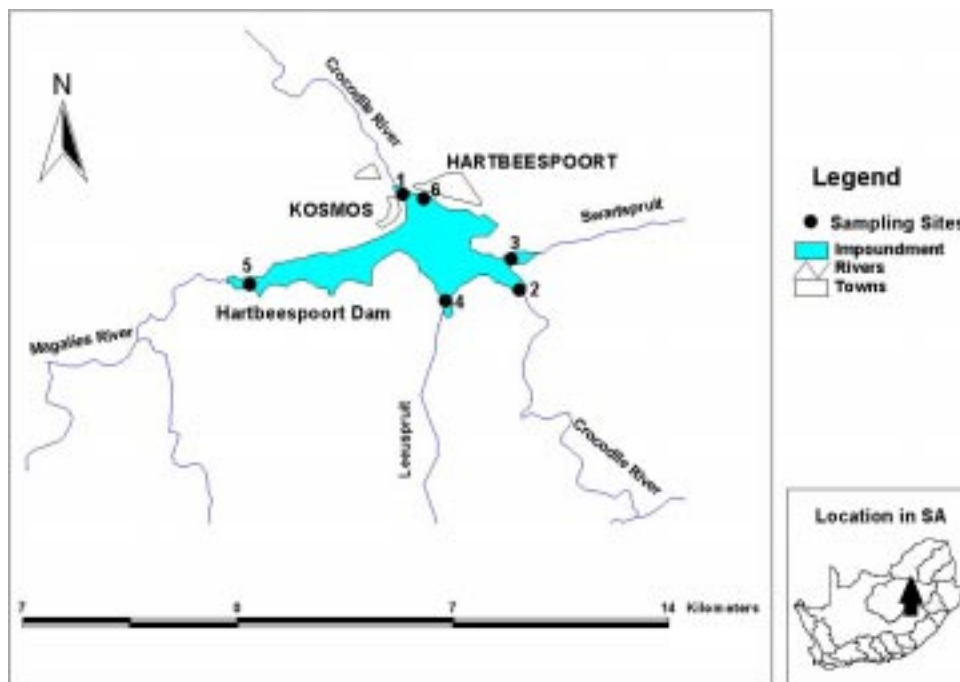 N
Crocodile River
HARTBEESPOORT
1
6
KOSMOS
Swartspruit
3
5
2
4
Hartbeespoort Dam
Magalies River
Leeuspruit
Crocodile River
7 0 7 14 Kilometers
Legend
Sampling Sites
Impoundment
Rivers
Towns
Location in SA